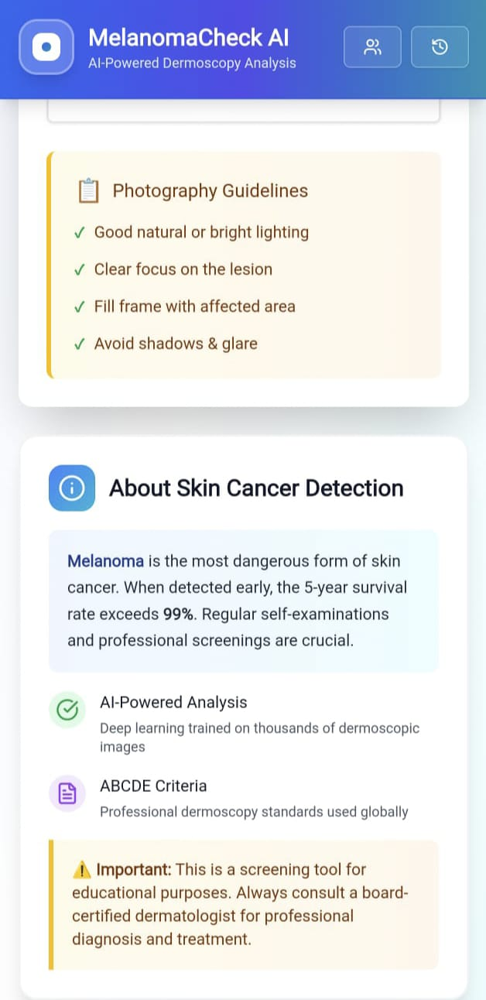 MelanomaCheck AI
AI-Powered Dermoscopy Analysis
Photography Guidelines
✓ Good natural or bright lighting
✓ Clear focus on the lesion
✓ Fill frame with affected area
✓ Avoid shadows & glare
About Skin Cancer Detection
Melanoma is the most dangerous form of skin
cancer. When detected early, the 5-year survival
rate exceeds 99%. Regular self-examinations
and professional screenings are crucial.
AI-Powered Analysis
Deep learning trained on thousands of dermoscopic
images
ABCDE Criteria
Professional dermoscopy standards used globally
⚠️ Important: This is a screening tool for
educational purposes. Always consult a board-
certified dermatologist for professional
diagnosis and treatment.